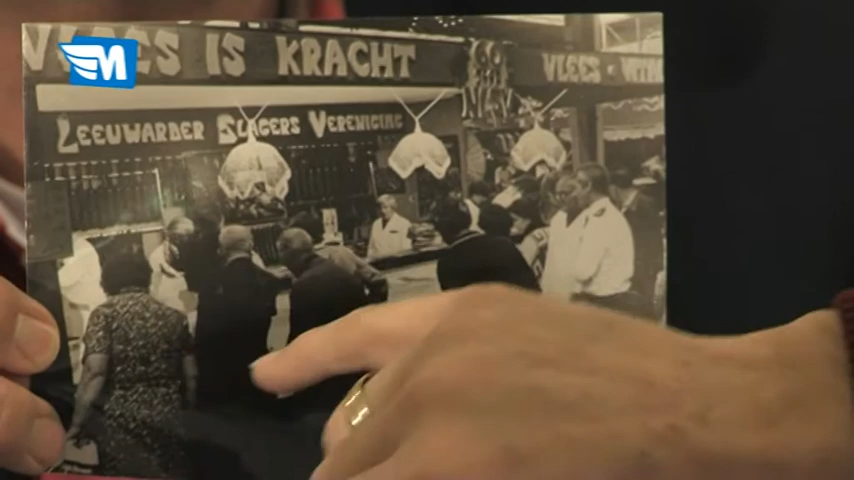 VLEES IS KRACHT
VLEES
LEEUWARDER SLAGERS VERENIGING
M